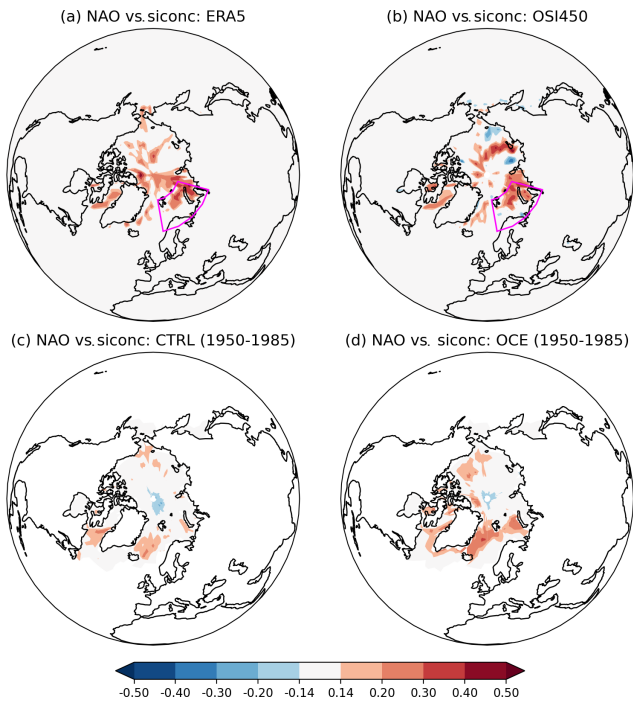 (a) NAO vs.siconc: ERA5
(b) NAO vs.siconc: OSI450
(c) NAO vs.siconc: CTRL (1950-1985)
(d) NAO vs. siconc: OCE (1950-1985)
-0.50 -0.40 -0.30 -0.20 -0.14 0.14 0.20 0.30 0.40 0.50